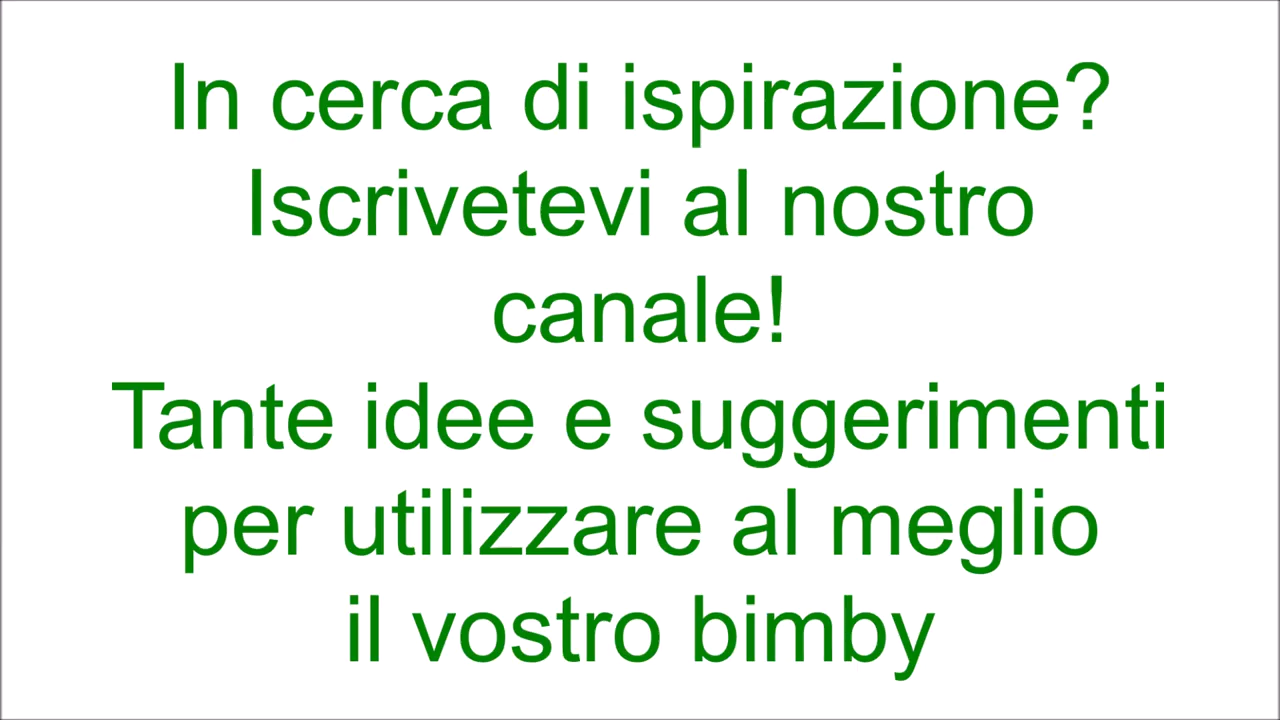 In cerca di ispirazione?
Iscrivetevi al nostro
canale!
Tante idee e suggerimenti
per utilizzare al meglio
il vostro bimby